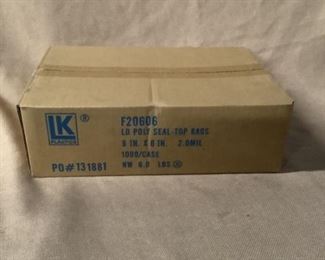 LK®
PLASTICS
F20606
LD POLY SEAL-TOP BAGS
6 IN. X 6 IN. 2.0MIL
1000/CASE
PO# 131881
NW 6.0 LBS